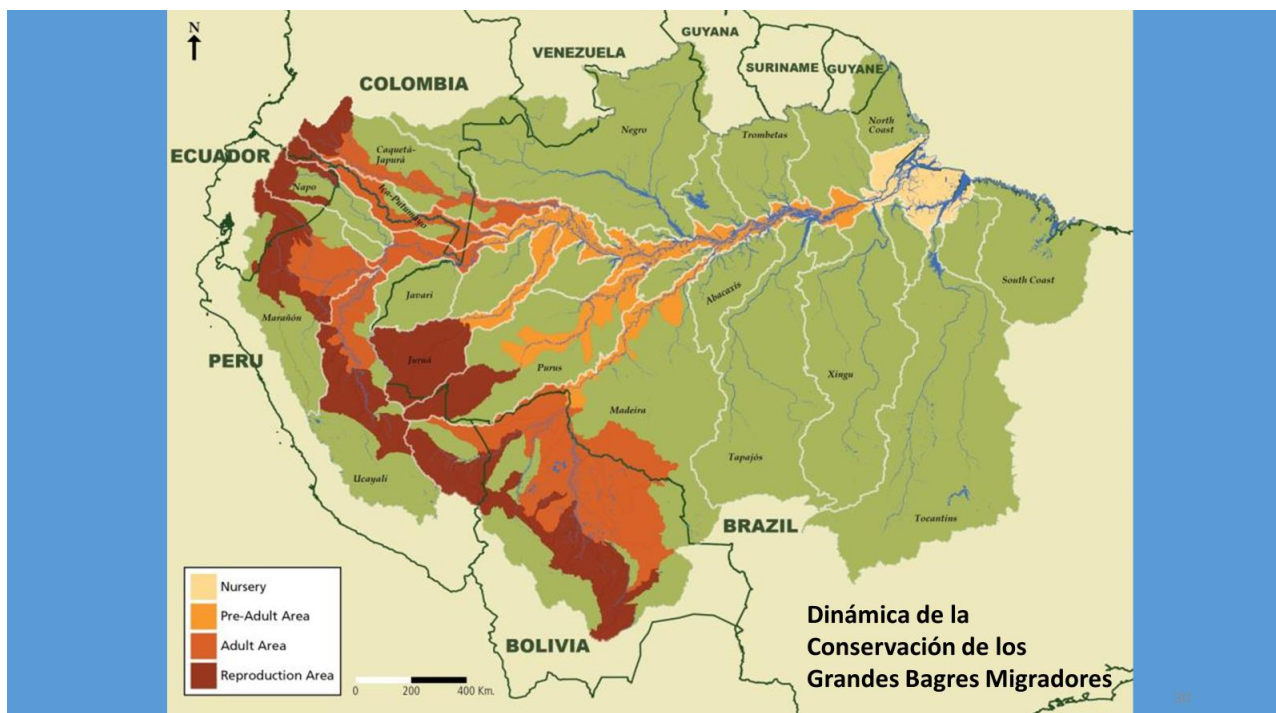 N
GUYANA
VENEZUELA
SURINAME
GUYANE
COLOMBIA
North
Coast
Negro
Trombetas
Caquetá-
Japurá
ECUADOR
Napo
Iça-Putumayo
Javarí
Abacaxis
South Coast
Marañón
PERU
Juruá
Purus
Xingu
Madeira
Tapajós
Ucayali
BRAZIL
Tocantins
Nursery
Pre-Adult Area
Adult Area
Reproduction Area
BOLIVIA
0 200 400 Km.
Dinámica de la
Conservación de los
Grandes Bagres Migradores